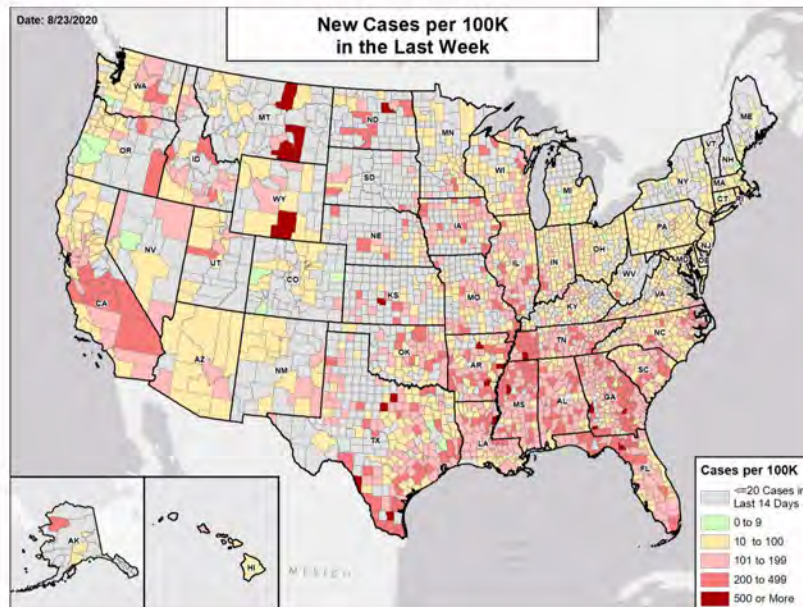 Date: 8/23/2020
New Cases per 100K
in the Last Week
WA
MT
ND
MN
ME
OR
ID
WY
SD
WI
MI
VT
NH
NY
MA
CT
RI
NV
UT
CO
NE
IA
IL
IN
OH
PA
NJ
MD
DE
CA
AZ
NM
KS
MO
KY
WV
VA
OK
AR
TN
NC
SC
TX
LA
MS
AL
GA
FL
AK
HI
MEXICO
Cases per 100K
<=20 Cases in
Last 14 Days
0 to 9
10 to 100
101 to 199
200 to 499
500 or More